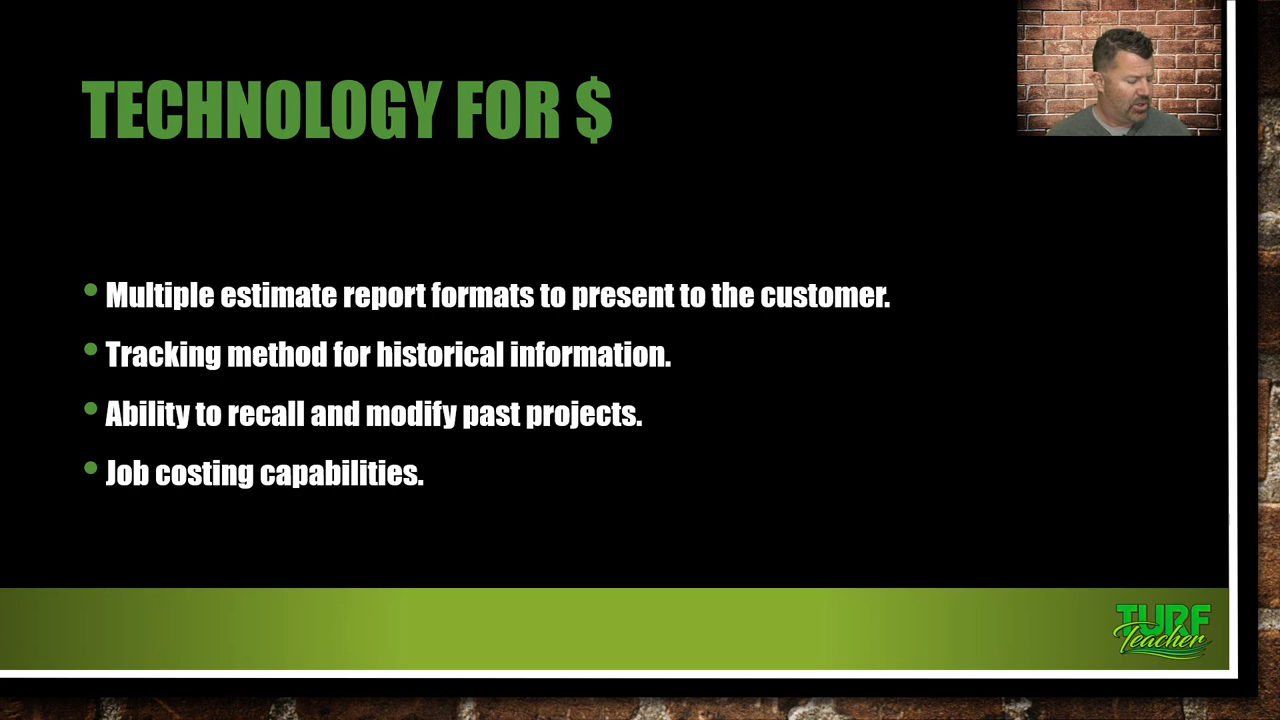 TECHNOLOGY FOR $
• Multiple estimate report formats to present to the customer.
• Tracking method for historical information.
• Ability to recall and modify past projects.
• Job costing capabilities.
TURF
Teacher